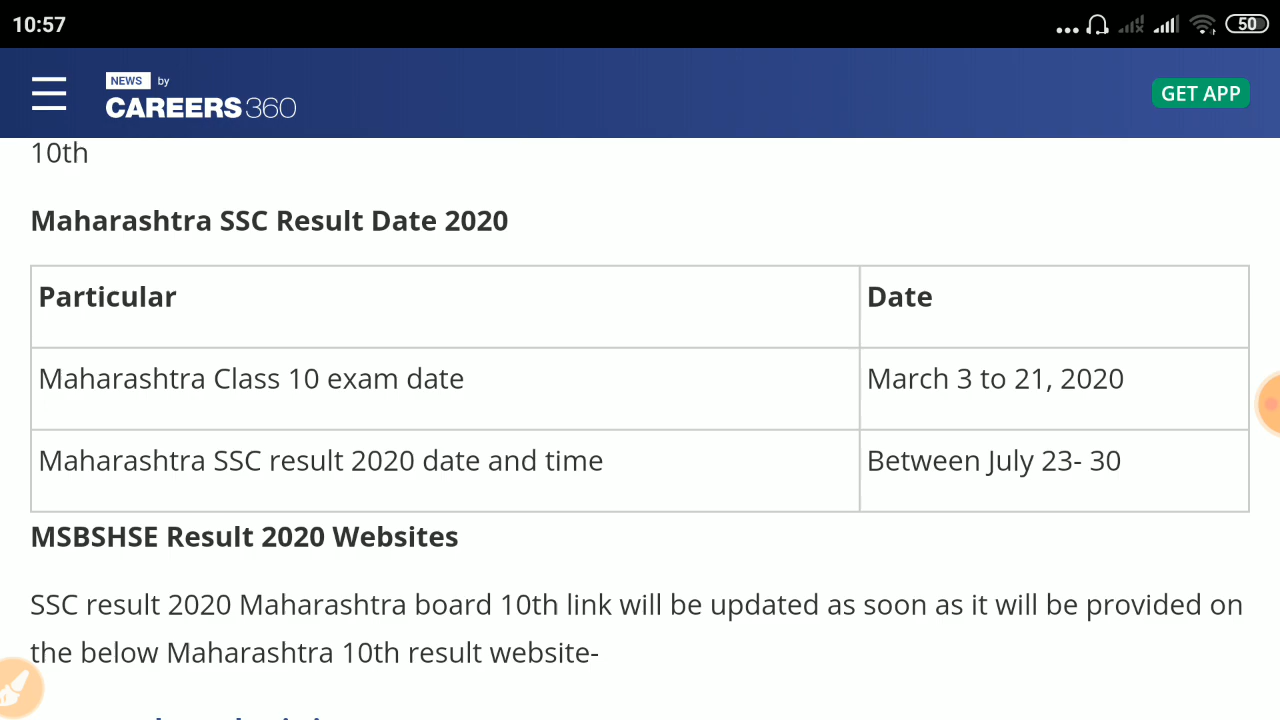 10:57
50
NEWS by
CAREERS360
GET APP
10th
Maharashtra SSC Result Date 2020
Particular Date
Maharashtra Class 10 exam date March 3 to 21, 2020
Maharashtra SSC result 2020 date and time Between July 23- 30
MSBSHSE Result 2020 Websites
SSC result 2020 Maharashtra board 10th link will be updated as soon as it will be provided on
the below Maharashtra 10th result website-